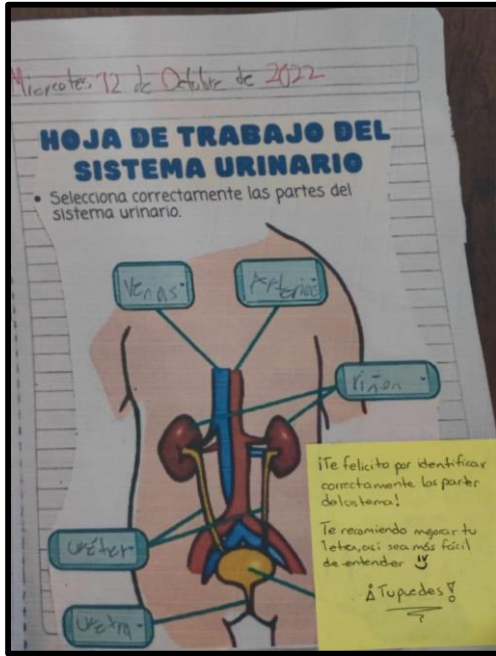 Miercoles 12 de Octubre de 2022
HOJA DE TRABAJO DEL
SISTEMA URINARIO
• Selecciona correctamente las partes del
sistema urinario.
Venas
Arterias
riñon
uréter
uretra
¡Te felicito por identificar
correctamente las partes
del sistema!
Te recomiendo mejorar tu
letra, así sea más fácil
de entender
¡Tu puedes!